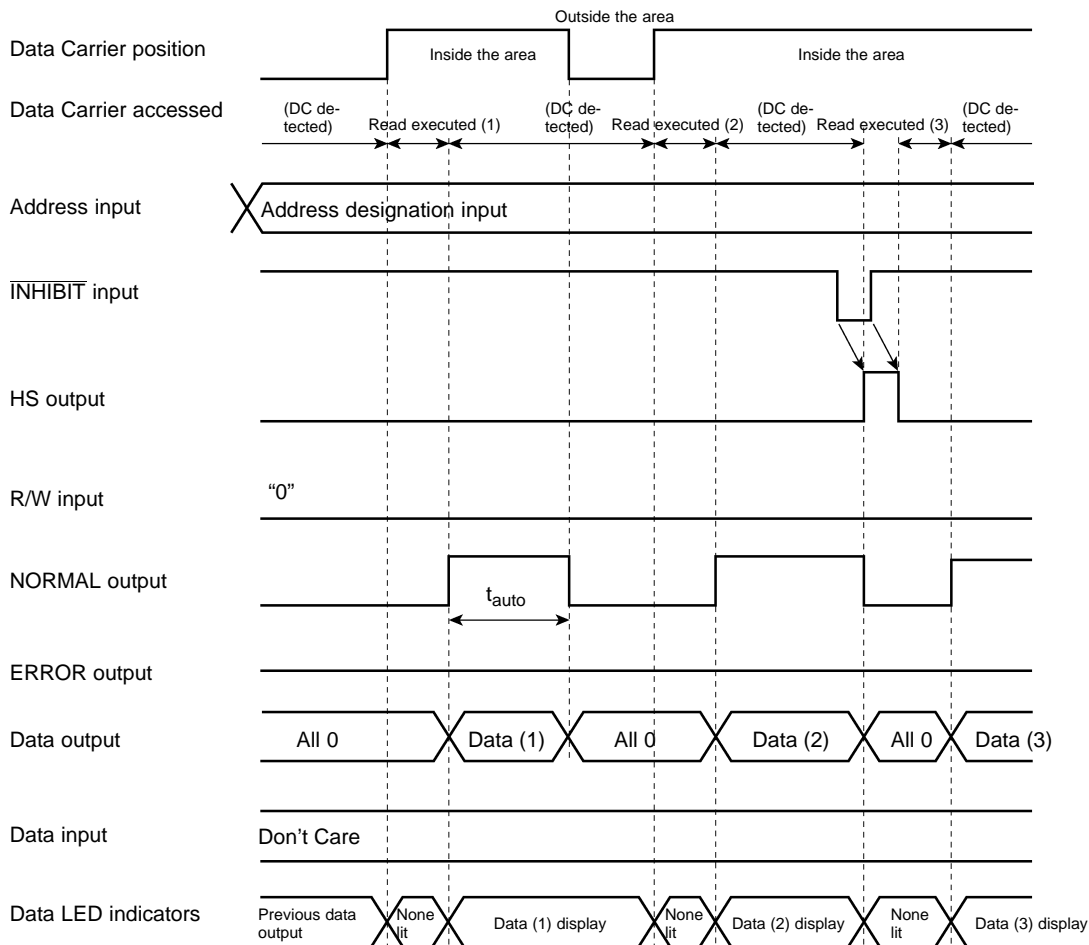 Outside the area
Data Carrier position
Inside the area
Inside the area
Data Carrier accessed
(DC de-
tected)
Read executed (1)
(DC de-
tected)
Read executed (2)
(DC de-
tected)
Read executed (3)
(DC de-
tected)
Address input
Address designation input
INHIBIT input
HS output
R/W input
“0”
NORMAL output
tauto
ERROR output
Data output
All 0
Data (1)
All 0
Data (2)
All 0
Data (3)
Data input
Don’t Care
Data LED indicators
Previous data
output
None
lit
Data (1) display
None
lit
Data (2) display
None
lit
Data (3) display